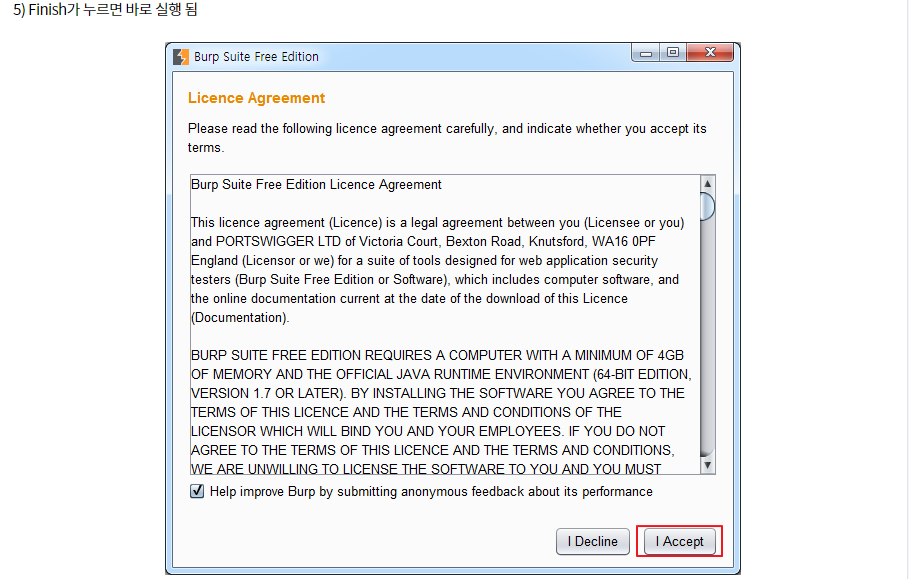 5) Finish가 누르면 바로 실행 됨
Burp Suite Free Edition
Licence Agreement
Please read the following licence agreement carefully, and indicate whether you accept its
terms.
Burp Suite Free Edition Licence Agreement
This licence agreement (Licence) is a legal agreement between you (Licensee or you)
and PORTSWIGGER LTD of Victoria Court, Bexton Road, Knutsford, WA16 0PF
England (Licensor or we) for a suite of tools designed for web application security
testers (Burp Suite Free Edition or Software), which includes computer software, and
the online documentation current at the date of the download of this Licence
(Documentation).
BURP SUITE FREE EDITION REQUIRES A COMPUTER WITH A MINIMUM OF 4GB
OF MEMORY AND THE OFFICIAL JAVA RUNTIME ENVIRONMENT (64-BIT EDITION,
VERSION 1.7 OR LATER). BY INSTALLING THE SOFTWARE YOU AGREE TO THE
TERMS OF THIS LICENCE AND THE TERMS AND CONDITIONS OF THE
LICENSOR WHICH WILL BIND YOU AND YOUR EMPLOYEES. IF YOU DO NOT
AGREE TO THE TERMS OF THIS LICENCE AND THE TERMS AND CONDITIONS,
WE ARE UNWILLING TO LICENSE THE SOFTWARE TO YOU AND YOU MUST
Help improve Burp by submitting anonymous feedback about its performance
I Decline
I Accept